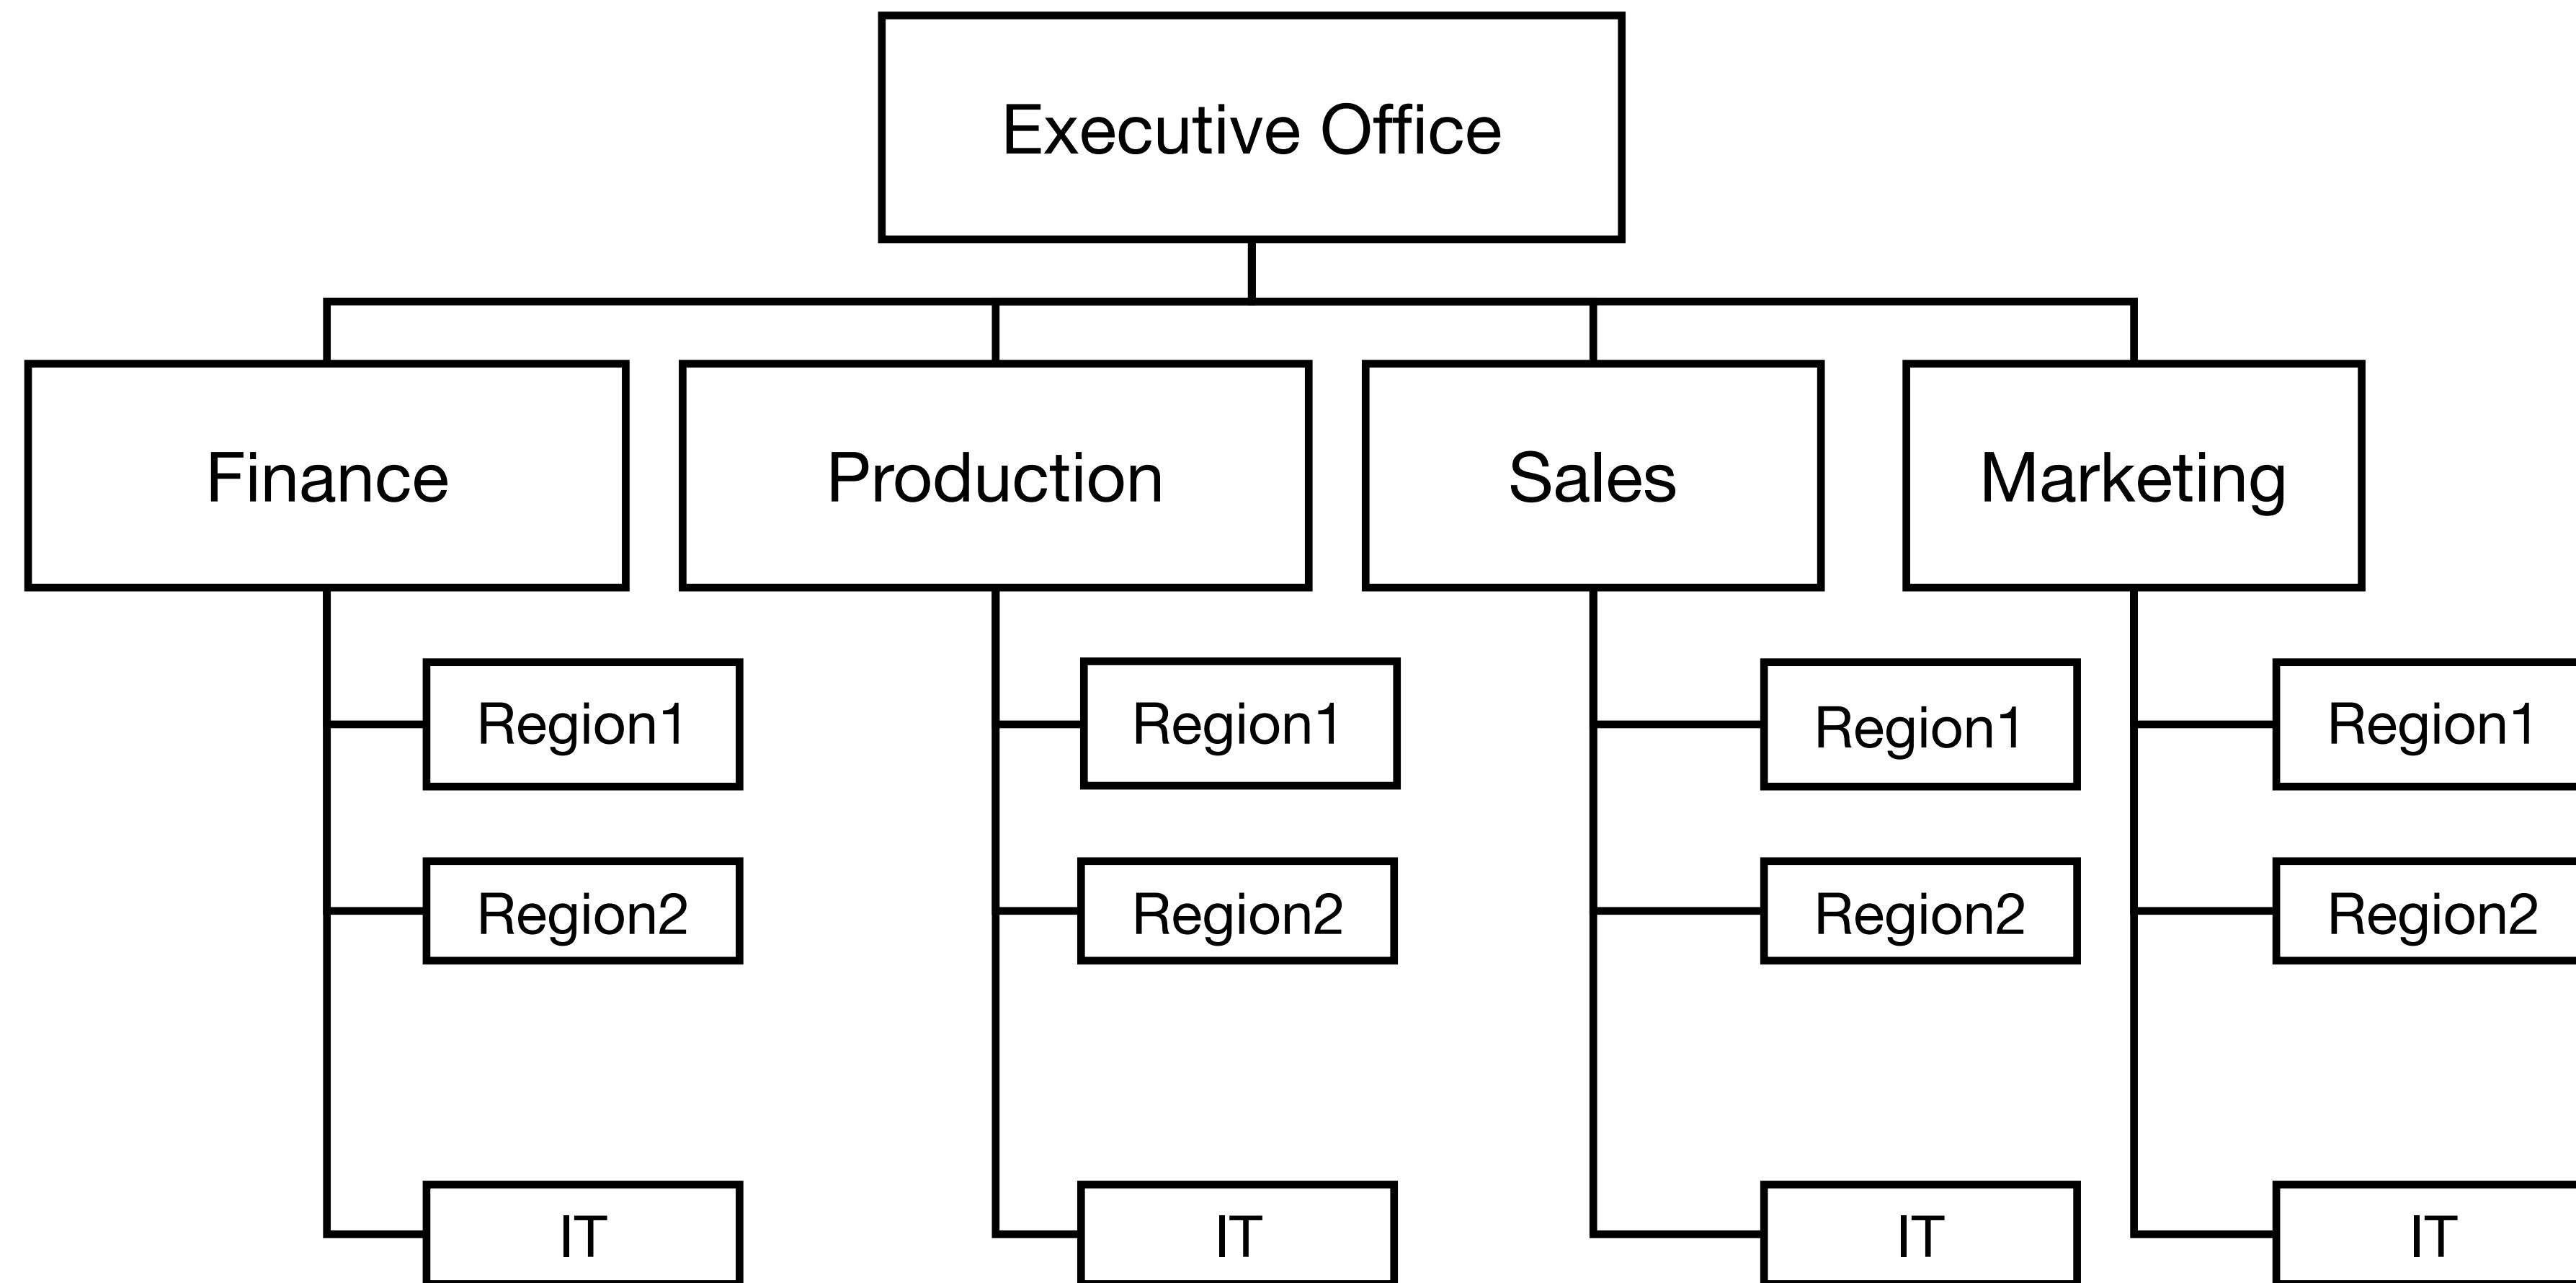 Executive Office
Finance
Production
Sales
Marketing
Region1
Region1
Region1
Region1
Region2
Region2
Region2
Region2
IT
IT
IT
IT